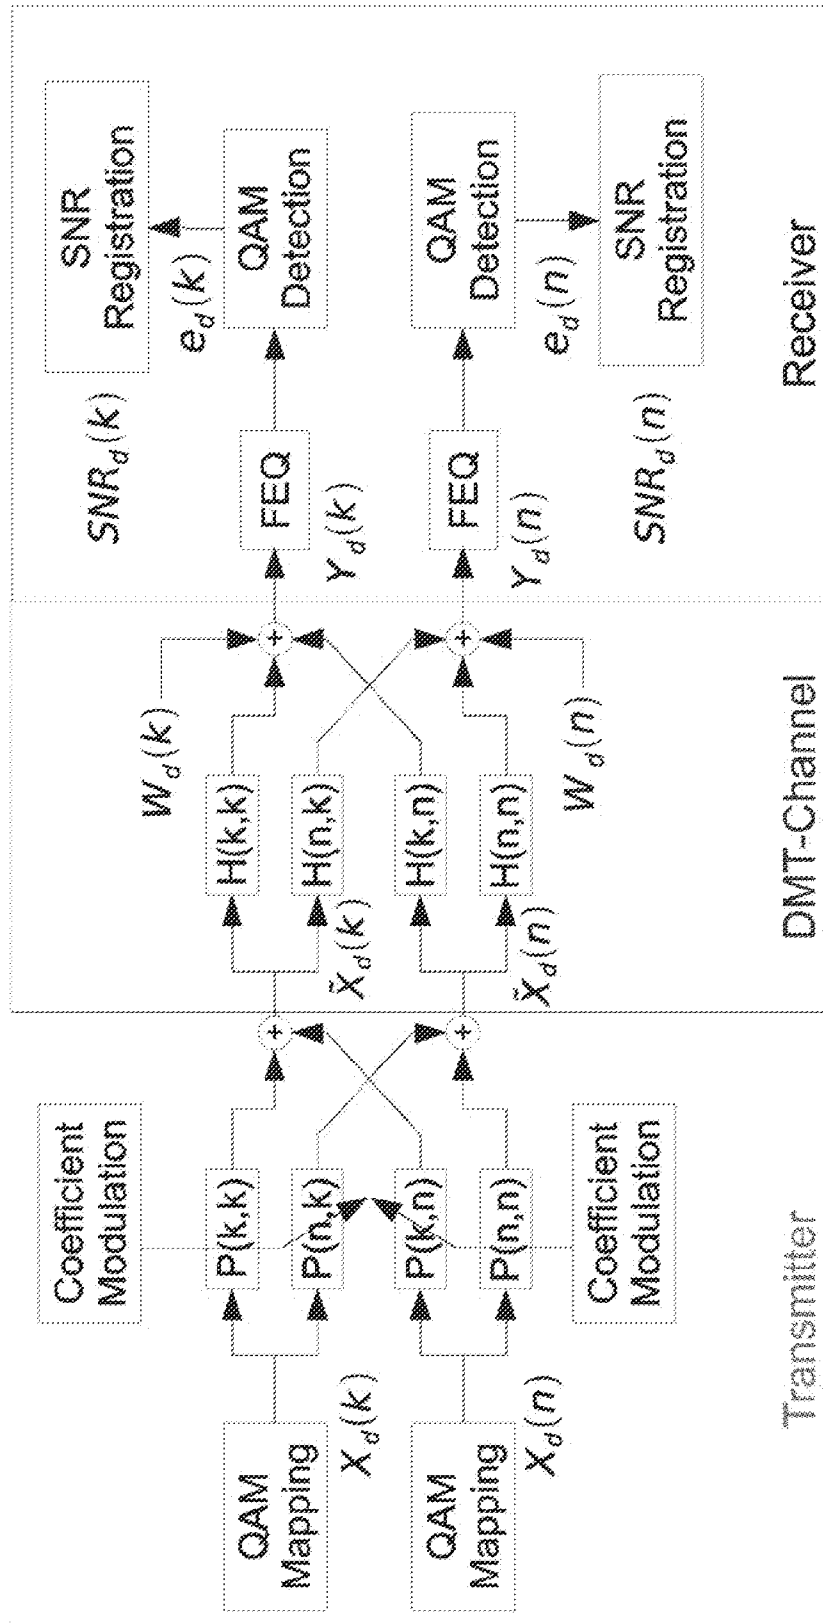 Coefficient
Modulation
SNR
Registration
SNR_d(k)
e_d(k)
W_d(k)
QAM
Mapping
X_d(k)
P(k,k)
P(n,k)
+
X̃_d(k)
H(k,k)
H(n,k)
+
FEQ
Y_d(k)
QAM
Detection
QAM
Mapping
X_d(n)
P(k,n)
P(n,n)
+
X̃_d(n)
H(k,n)
H(n,n)
+
FEQ
Y_d(n)
QAM
Detection
Coefficient
Modulation
W_d(n)
e_d(n)
SNR_d(n)
SNR
Registration
Transmitter
DMT-Channel
Receiver